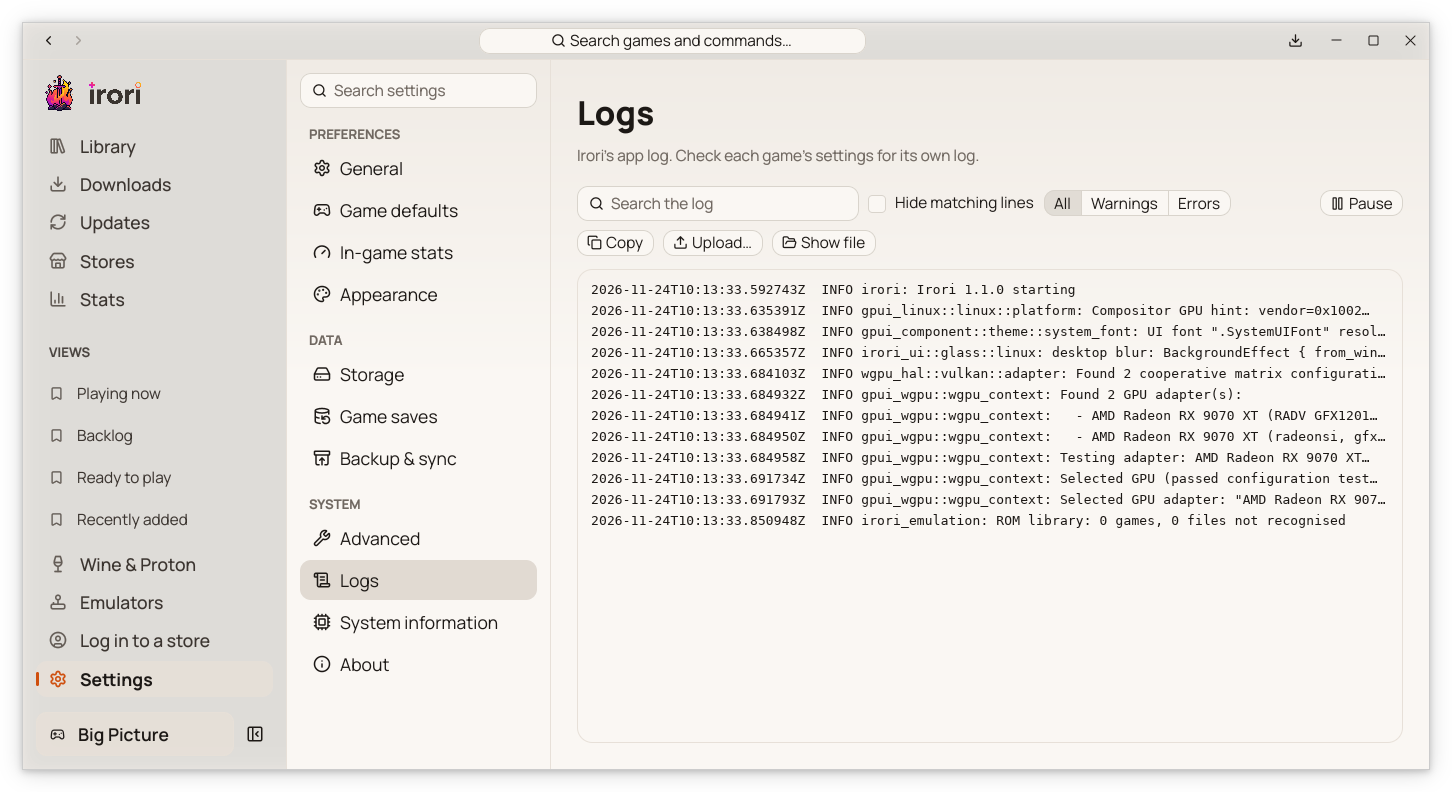 Search games and commands...
irori
Library
Downloads
Updates
Stores
Stats
VIEWS
Playing now
Backlog
Ready to play
Recently added
Wine & Proton
Emulators
Log in to a store
Settings
Big Picture
Search settings
PREFERENCES
General
Game defaults
In-game stats
Appearance
DATA
Storage
Game saves
Backup & sync
SYSTEM
Advanced
Logs
System information
About
Logs
Irori's app log. Check each game's settings for its own log.
Search the log
Hide matching lines
All
Warnings
Errors
Pause
Copy
Upload…
Show file
2026-11-24T10:13:33.592743Z  INFO irori: Irori 1.1.0 starting
2026-11-24T10:13:33.635391Z  INFO gpui_linux::linux::platform: Compositor GPU hint: vendor=0x1002…
2026-11-24T10:13:33.638498Z  INFO gpui_component::theme::system_font: UI font ".SystemUIFont" resol…
2026-11-24T10:13:33.665357Z  INFO irori_ui::glass::linux: desktop blur: BackgroundEffect { from_win…
2026-11-24T10:13:33.684103Z  INFO wgpu_hal::vulkan::adapter: Found 2 cooperative matrix configurati…
2026-11-24T10:13:33.684932Z  INFO gpui_wgpu::wgpu_context: Found 2 GPU adapter(s):
2026-11-24T10:13:33.684941Z  INFO gpui_wgpu::wgpu_context:   - AMD Radeon RX 9070 XT (RADV GFX1201…
2026-11-24T10:13:33.684950Z  INFO gpui_wgpu::wgpu_context:   - AMD Radeon RX 9070 XT (radeonsi, gfx…
2026-11-24T10:13:33.684958Z  INFO gpui_wgpu::wgpu_context: Testing adapter: AMD Radeon RX 9070 XT…
2026-11-24T10:13:33.691734Z  INFO gpui_wgpu::wgpu_context: Selected GPU (passed configuration test…
2026-11-24T10:13:33.691793Z  INFO gpui_wgpu::wgpu_context: Selected GPU adapter: "AMD Radeon RX 907…
2026-11-24T10:13:33.850948Z  INFO irori_emulation: ROM library: 0 games, 0 files not recognised